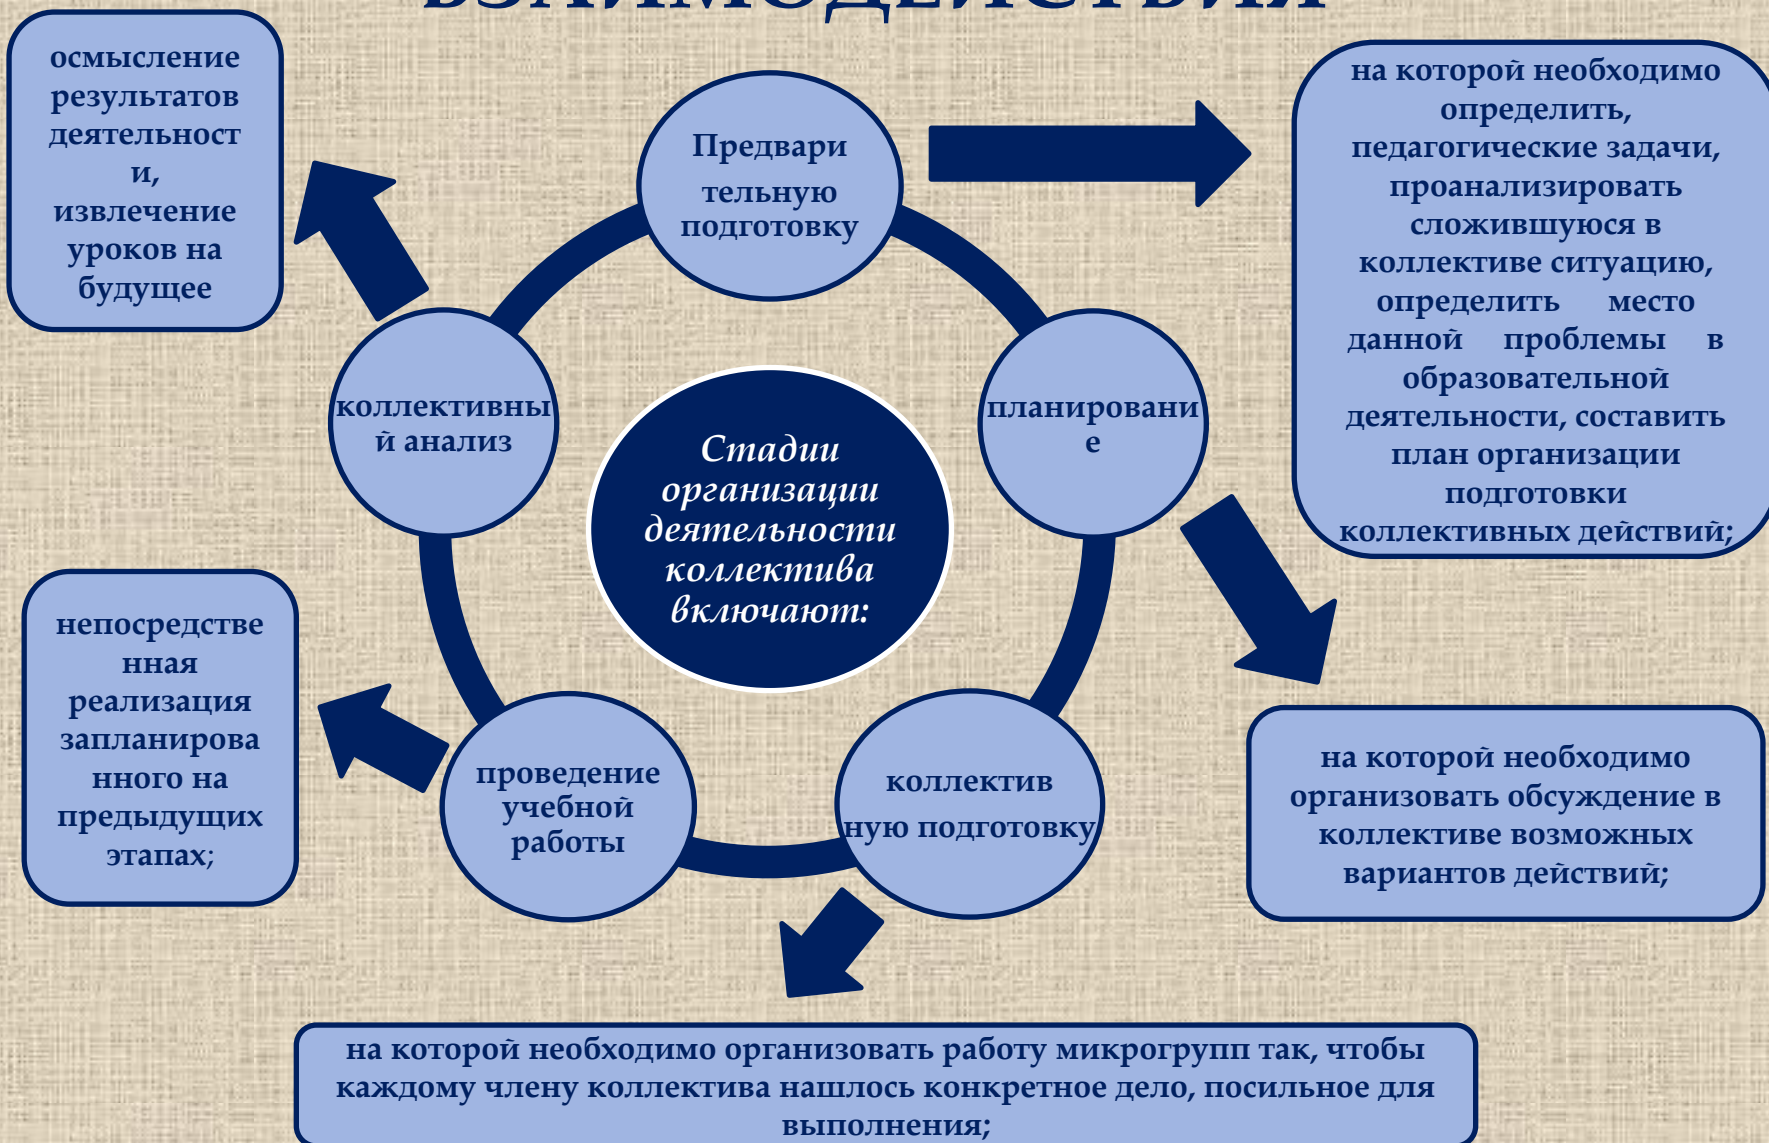 ВЗАИМОДЕЙСТВИЯ
осмысление
результатов
деятельност
и,
извлечение
уроков на
будущее
Предвари
тельную
подготовку
на которой необходимо
определить,
педагогические задачи,
проанализировать
сложившуюся в
коллективе ситуацию,
определить место
данной проблемы в
образовательной
деятельности, составить
план организации
подготовки
коллективных действий;
коллективны
й анализ
планировани
е
Стадии
организации
деятельности
коллектива
включают:
непосредстве
нная
реализация
запланирова
нного на
предыдущих
этапах;
проведение
учебной
работы
коллектив
ную подготовку
на которой необходимо
организовать обсуждение в
коллективе возможных
вариантов действий;
на которой необходимо организовать работу микрогрупп так, чтобы
каждому члену коллектива нашлось конкретное дело, посильное для
выполнения;